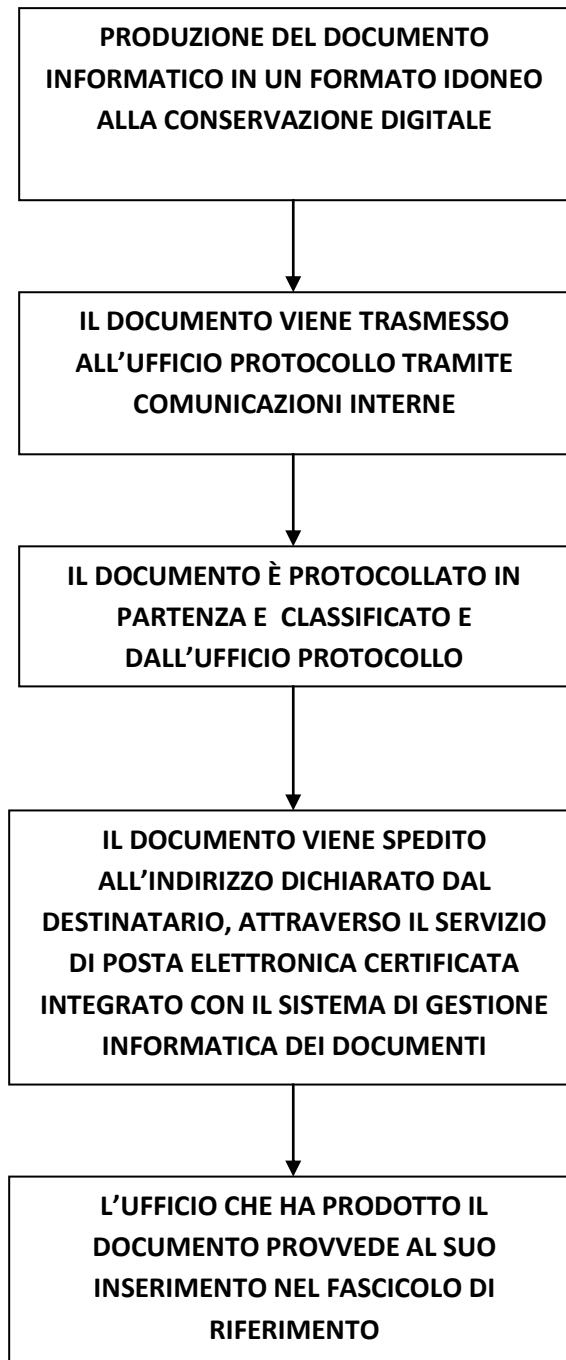 PRODUZIONE DEL DOCUMENTO
INFORMATICO IN UN FORMATO IDONEO
ALLA CONSERVAZIONE DIGITALE
IL DOCUMENTO VIENE TRASMESSO
ALL’UFFICIO PROTOCOLLO TRAMITE
COMUNICAZIONI INTERNE
IL DOCUMENTO È PROTOCOLLATO IN
PARTENZA E  CLASSIFICATO E
DALL’UFFICIO PROTOCOLLO
IL DOCUMENTO VIENE SPEDITO
ALL’INDIRIZZO DICHIARATO DAL
DESTINATARIO, ATTRAVERSO IL SERVIZIO
DI POSTA ELETTRONICA CERTIFICATA
INTEGRATO CON IL SISTEMA DI GESTIONE
INFORMATICA DEI DOCUMENTI
L’UFFICIO CHE HA PRODOTTO IL
DOCUMENTO PROVVEDE AL SUO
INSERIMENTO NEL FASCICOLO DI
RIFERIMENTO